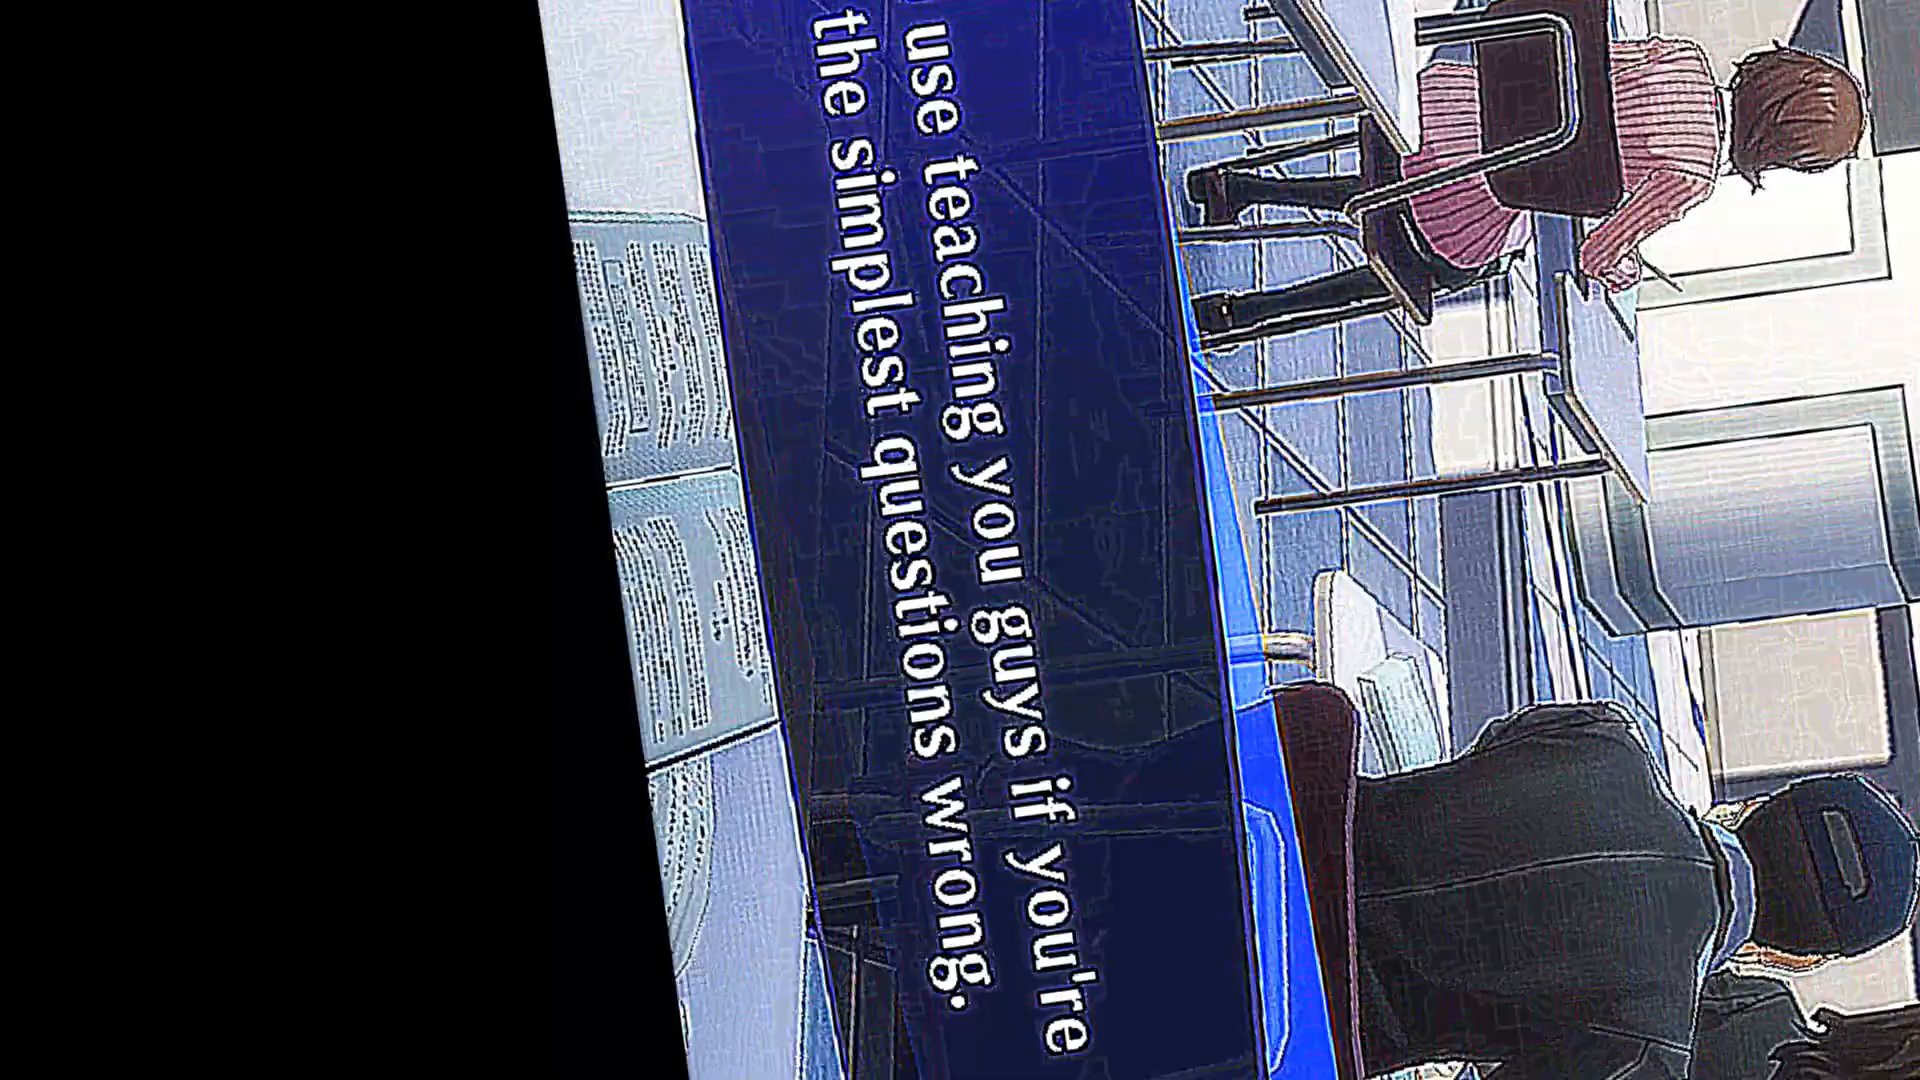 use teaching you guys if you're
the simplest questions wrong.